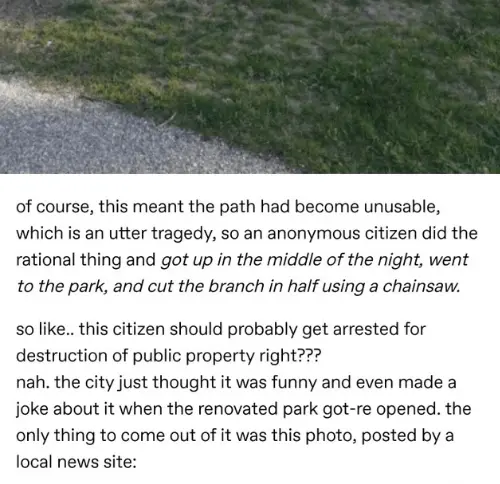 of course, this meant the path had become unusable,
which is an utter tragedy, so an anonymous citizen did the
rational thing and got up in the middle of the night, went
to the park, and cut the branch in half using a chainsaw.
so like.. this citizen should probably get arrested for
destruction of public property right???
nah. the city just thought it was funny and even made a
joke about it when the renovated park got-re opened. the
only thing to come out of it was this photo, posted by a
local news site: